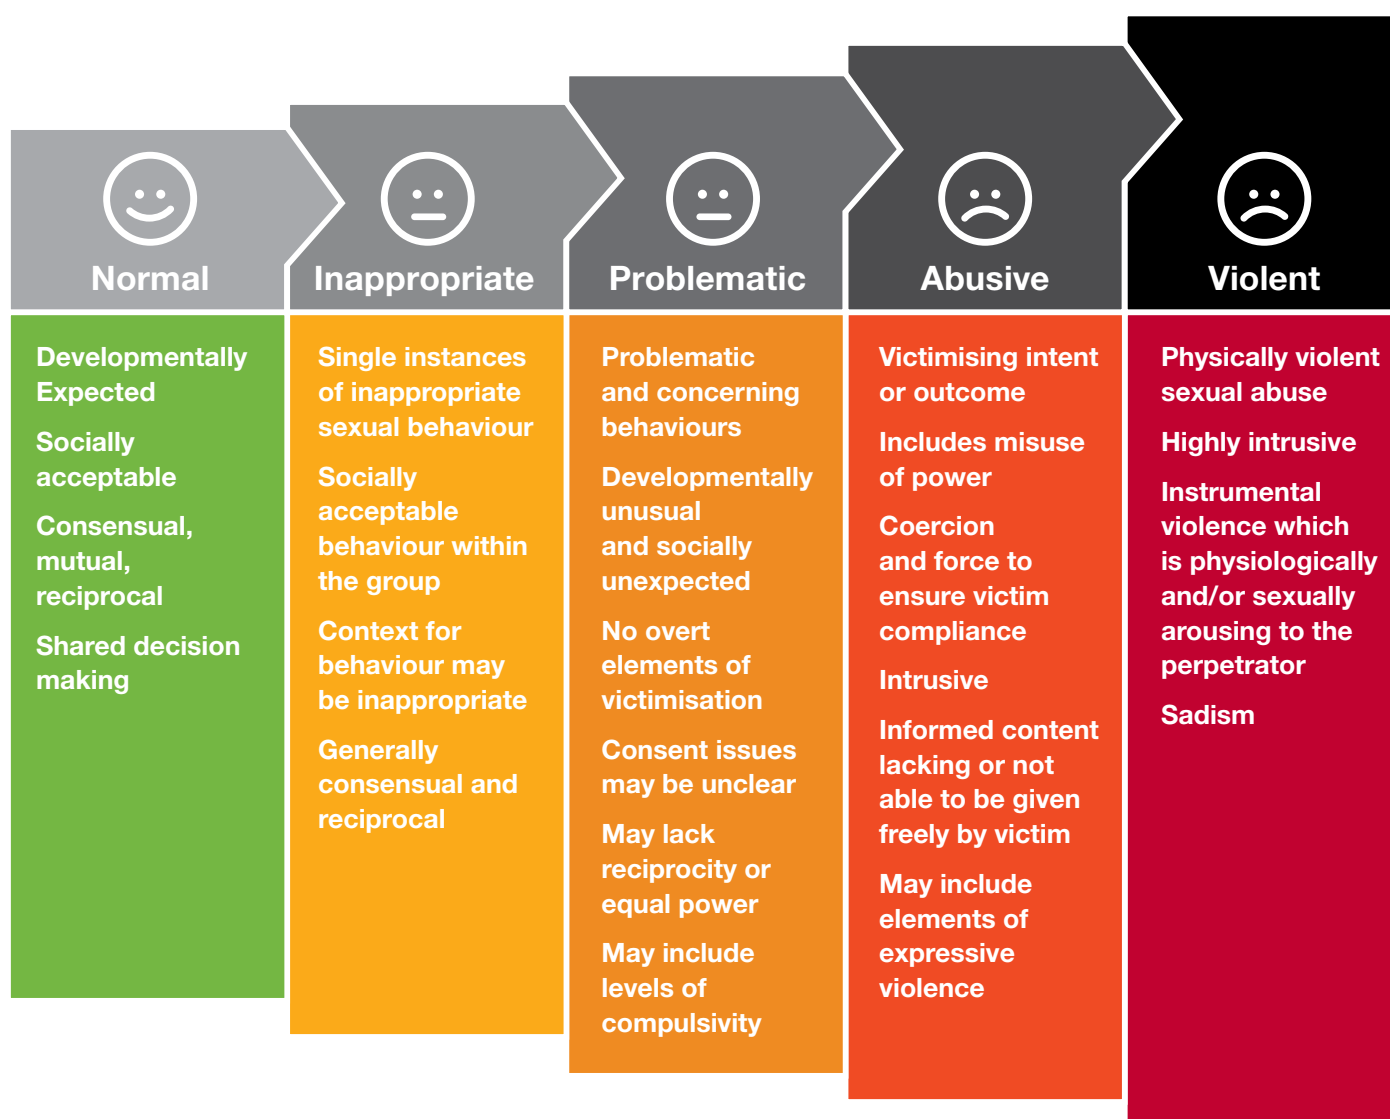 Normal
Inappropriate
Problematic
Abusive
Violent
Developmentally
Expected
Socially
acceptable
Consensual,
mutual,
reciprocal
Shared decision
making
Single instances
of inappropriate
sexual behaviour
Socially
acceptable
behaviour within
the group
Context for
behaviour may
be inappropriate
Generally
consensual and
reciprocal
Problematic
and concerning
behaviours
Developmentally
unusual
and socially
unexpected
No overt
elements of
victimisation
Consent issues
may be unclear
May lack
reciprocity or
equal power
May include
levels of
compulsivity
Victimising intent
or outcome
Includes misuse
of power
Coercion
and force to
ensure victim
compliance
Intrusive
Informed content
lacking or not
able to be given
freely by victim
May include
elements of
expressive
violence
Physically violent
sexual abuse
Highly intrusive
Instrumental
violence which
is physiologically
and/or sexually
arousing to the
perpetrator
Sadism